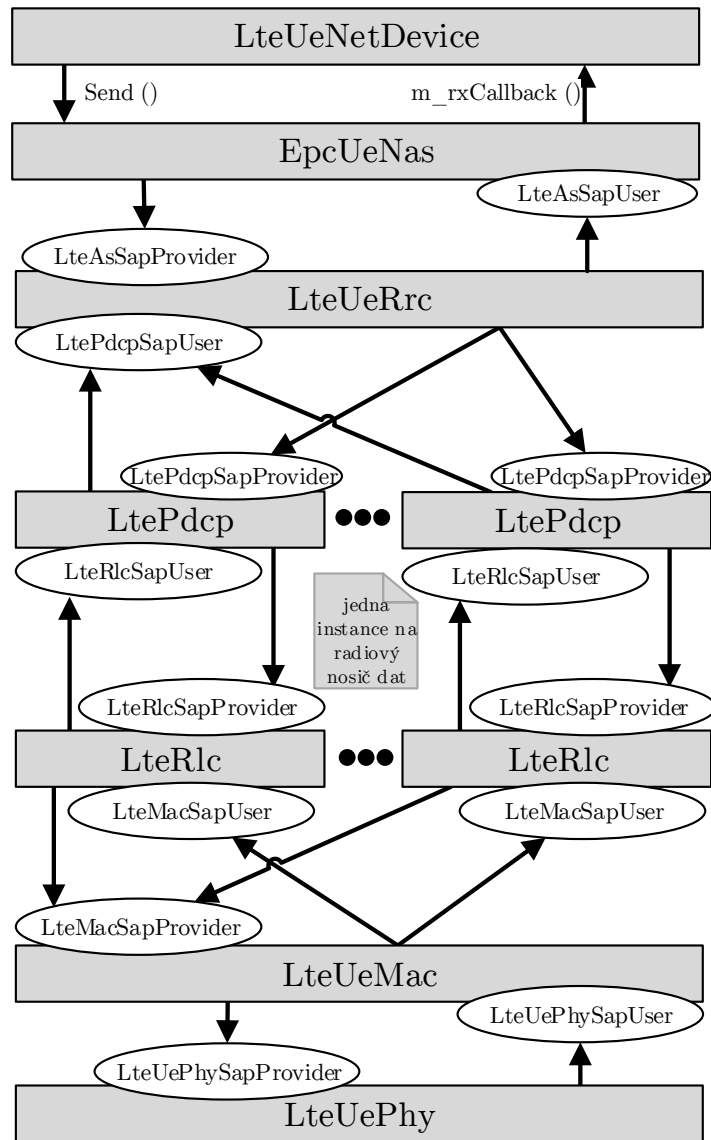 LteUeNetDevice
Send ()
m_rxCallback ()
EpcUeNas
LteAsSapUser
LteAsSapProvider
LteUeRrc
LtePdcpSapUser
LtePdcpSapProvider
LtePdcpSapProvider
LtePdcp
LtePdcp
LteRlcSapUser
LteRlcSapUser
jedna
instance na
radiový
nosič dat
LteRlcSapProvider
LteRlcSapProvider
LteRlc
LteRlc
LteMacSapUser
LteMacSapUser
LteMacSapProvider
LteUeMac
LteUePhySapUser
LteUePhySapProvider
LteUePhy